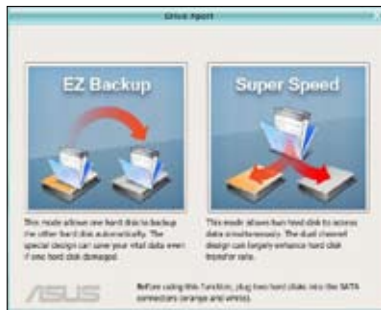 Drive Xpert
EZ Backup
Super Speed
This mode allows one hard disk to backup
the other hard disk automatically. The
special design can save your vital data even
if one hard disk damaged.
This mode allows two hard disk to access
data simultaneously. The dual channel
design can largely enhance hard disk
transfer rate.
ASUS
Before using this function, plug two hard disks into the SATA
connectors (orange and white).